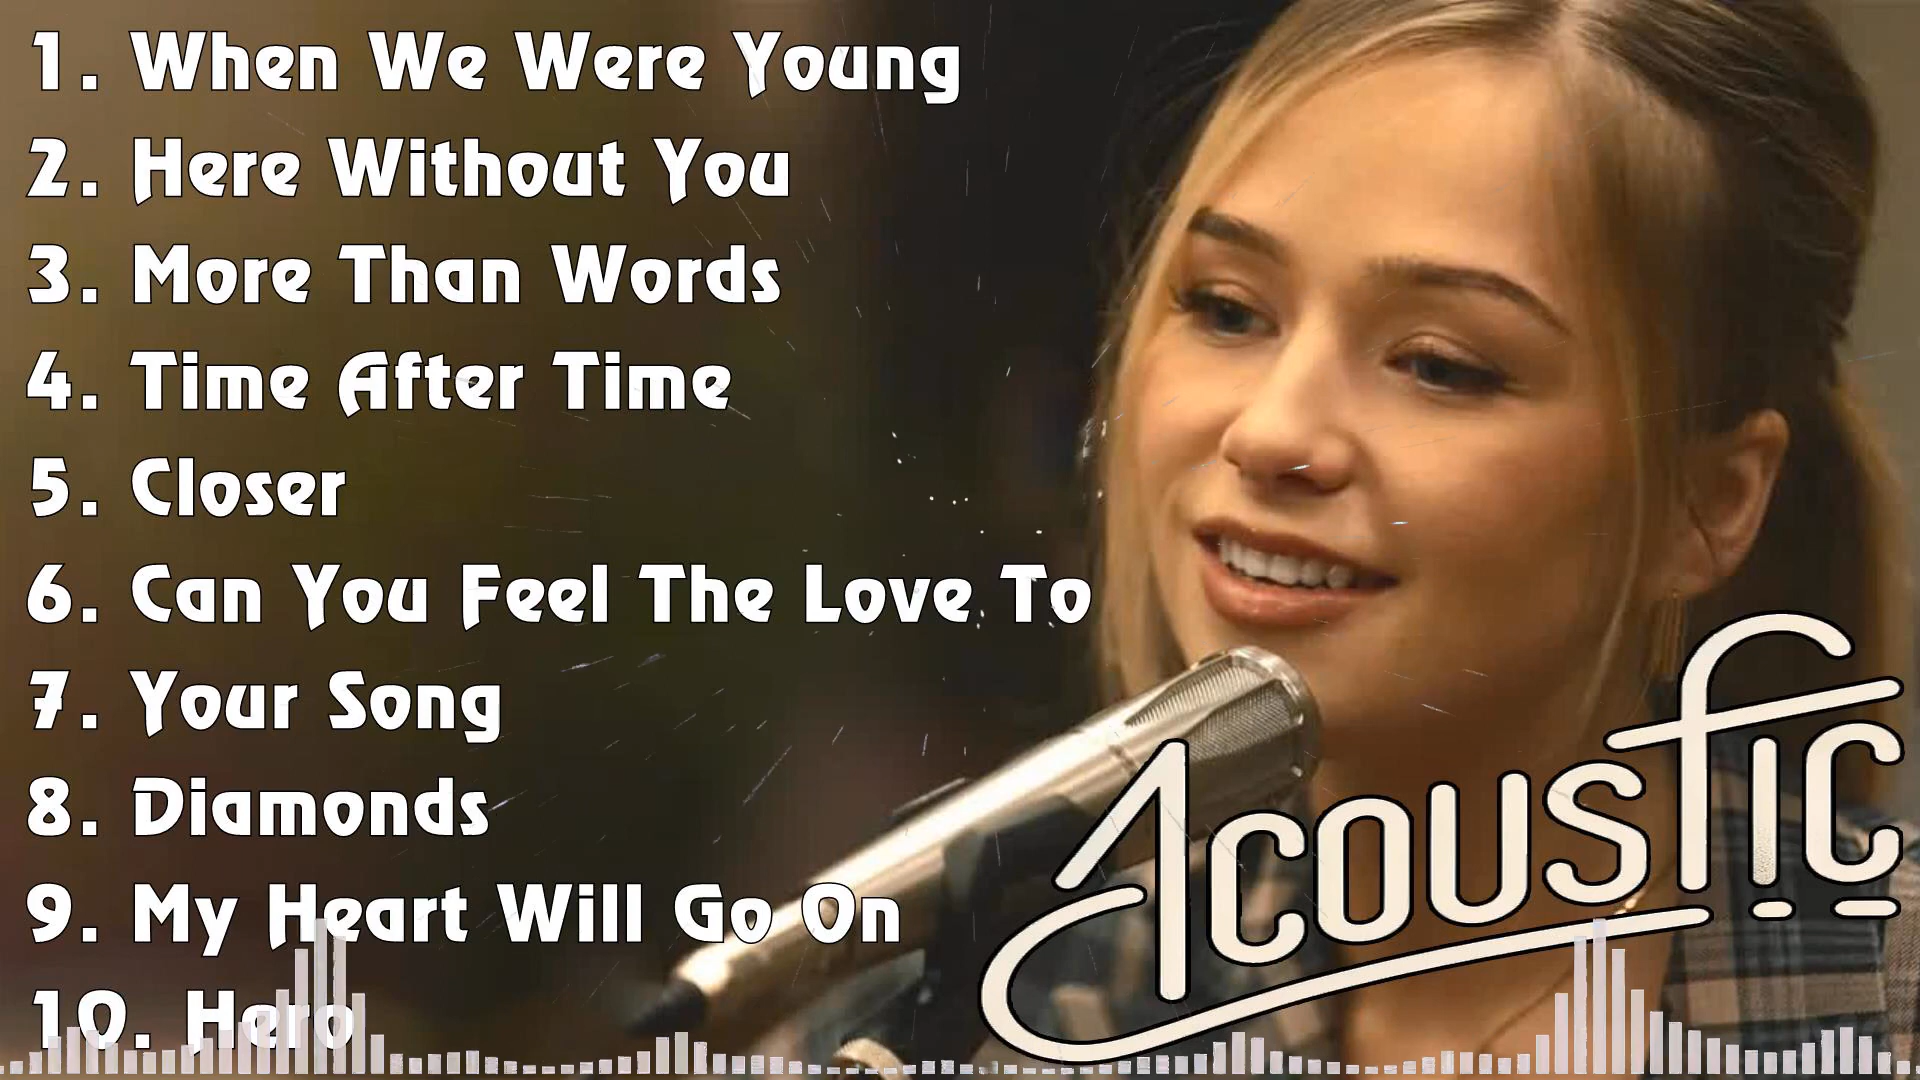 1. When We Were Young
2. Here Without You
3. More Than Words
4. Time After Time
5. Closer
6. Can You Feel The Love To
7. Your Song
8. Diamonds
9. My Heart Will Go On
10. Hero
Acoustic